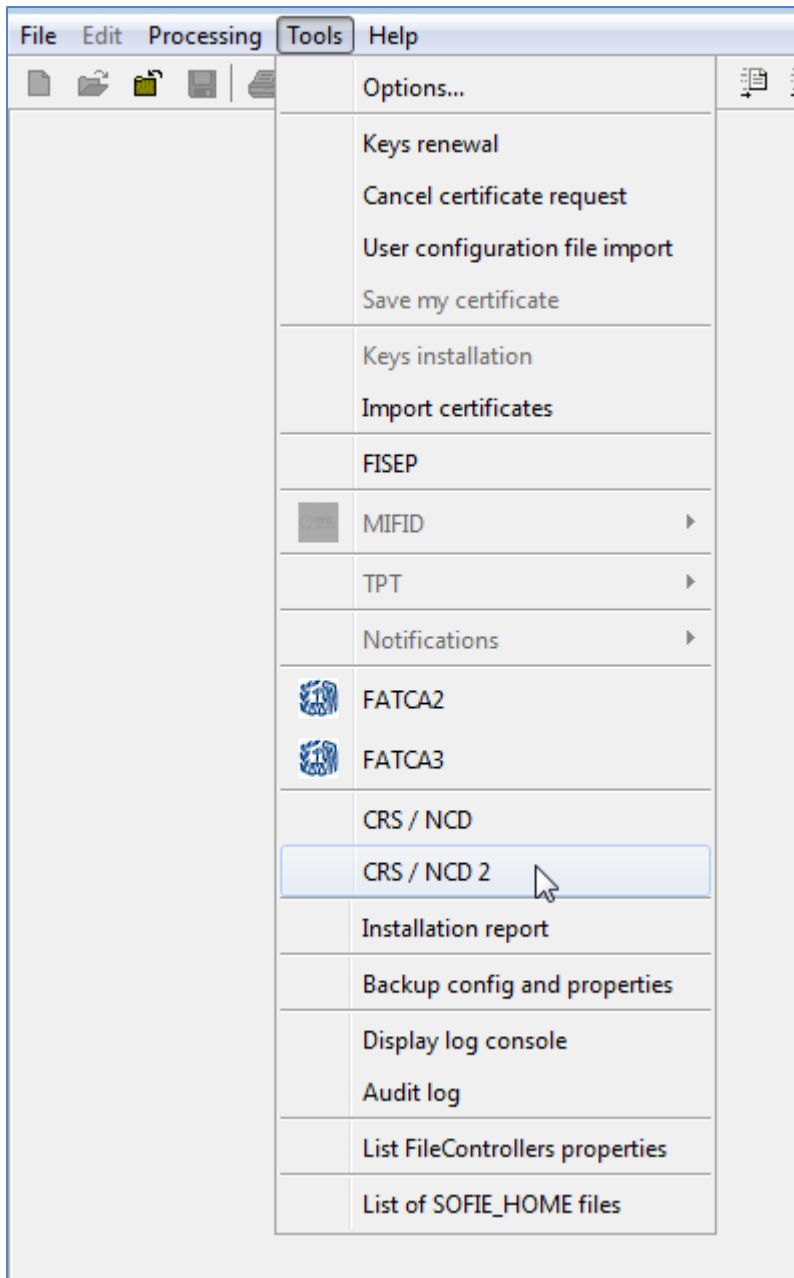 File Edit Processing Tools Help
Options...
Keys renewal
Cancel certificate request
User configuration file import
Save my certificate
Keys installation
Import certificates
FISEP
MIFID
TPT
Notifications
FATCA2
FATCA3
CRS / NCD
CRS / NCD 2
Installation report
Backup config and properties
Display log console
Audit log
List FileControllers properties
List of SOFIE_HOME files